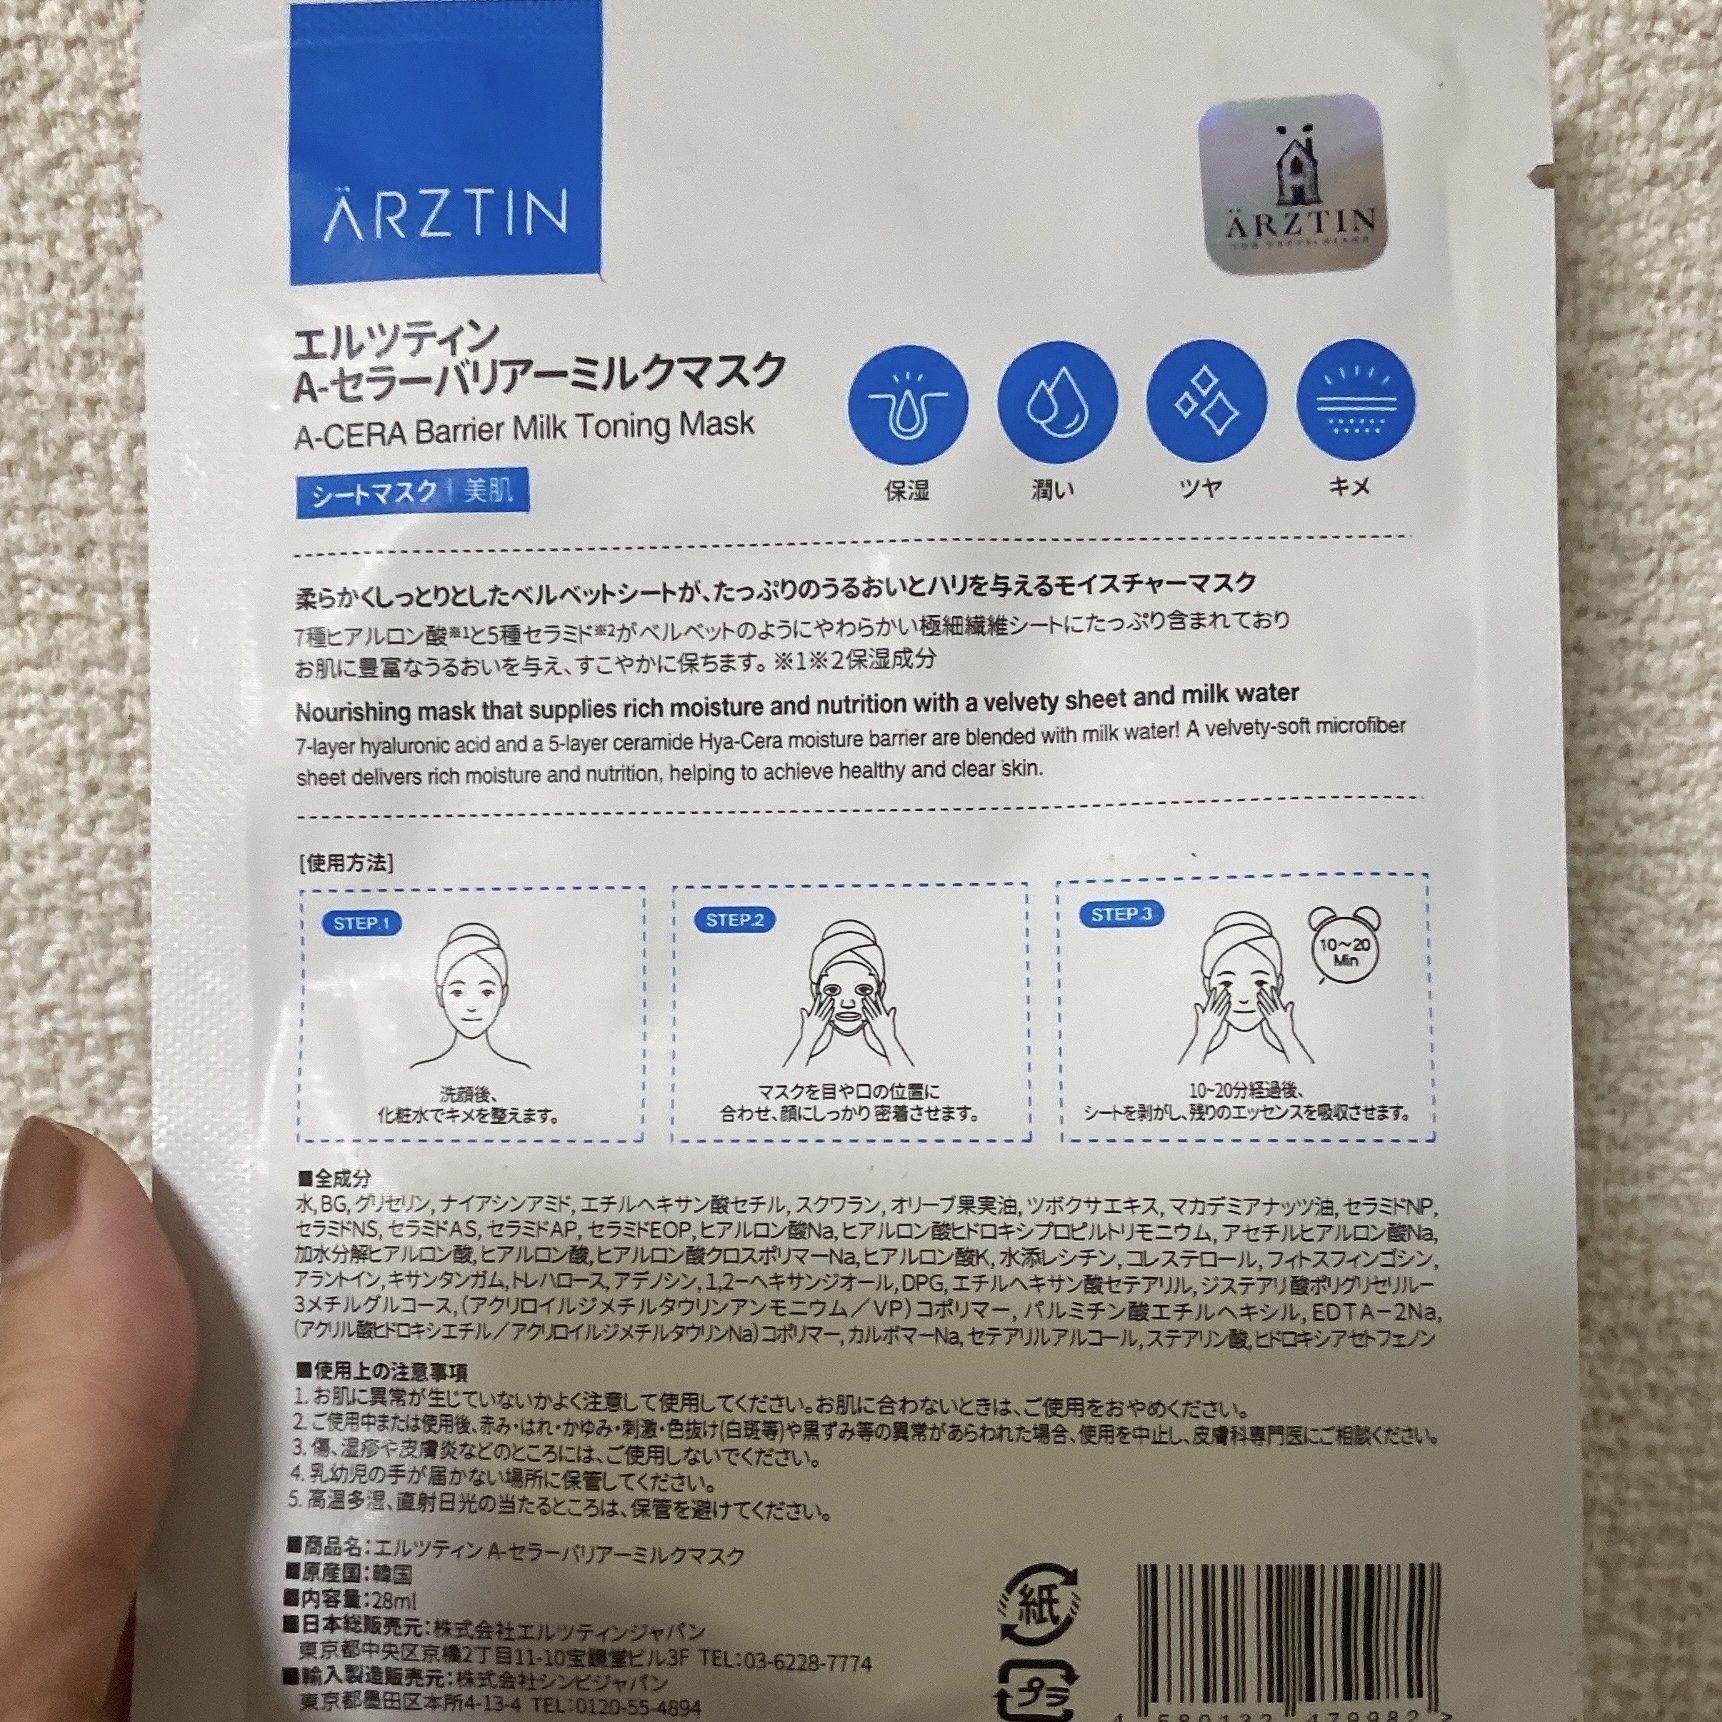 ÄRZTIN
ÄRZTIN
エルツティン
A-セラーバリアーミルクマスク
A-CERA Barrier Milk Toning Mask
シートマスク | 美肌
保湿
潤い
ツヤ
キメ
柔らかくしっとりとしたベルベットシートが、たっぷりのうるおいとハリを与えるモイスチャーマスク
7種ヒアルロン酸※1と5種セラミド※2がベルベットのようにやわらかい極細繊維シートにたっぷり含まれており
お肌に豊富なうるおいを与え、すこやかに保ちます。※1※2保湿成分
Nourishing mask that supplies rich moisture and nutrition with a velvety sheet and milk water
7-layer hyaluronic acid and a 5-layer ceramide Hya-Cera moisture barrier are blended with milk water! A velvety-soft microfiber
sheet delivers rich moisture and nutrition, helping to achieve healthy and clear skin.
[使用方法]
STEP.1
洗顔後、
化粧水でキメを整えます。
STEP.2
マスクを目や口の位置に
合わせ、顔にしっかり密着させます。
STEP.3
10〜20
Min
10~20分経過後、
シートを剥がし、残りのエッセンスを吸収させます。
■全成分
水, BG, グリセリン, ナイアシンアミド, エチルヘキサン酸セチル, スクワラン, オリーブ果実油, ツボクサエキス, マカデミアナッツ油, セラミドNP,
セラミドNS, セラミドAS, セラミドAP, セラミドEOP, ヒアルロン酸Na, ヒアルロン酸ヒドロキシプロピルトリモニウム, アセチルヒアルロン酸Na,
加水分解ヒアルロン酸, ヒアルロン酸, ヒアルロン酸クロスポリマーNa, ヒアルロン酸K, 水添レシチン, コレステロール, フィトスフィンゴシン,
アラントイン, キサンタンガム, トレハロース, アデノシン, 1,2-ヘキサンジオール, DPG, エチルヘキサン酸セテアリル, ジステアリン酸ポリグリセリル-
3メチルグルコース, (アクリロイルジメチルタウリンアンモニウム／VP)コポリマー, パルミチン酸エチルヘキシル, EDTA-2Na,
(アクリル酸ヒドロキシエチル／アクリロイルジメチルタウリンNa)コポリマー, カルボマーNa, セテアリルアルコール, ステアリン酸, ヒドロキシアセトフェノン
■使用上の注意事項
1. お肌に異常が生じていないかよく注意して使用してください。お肌に合わないときは、ご使用をおやめください。
2. ご使用中または使用後、赤み・はれ・かゆみ・刺激・色抜け(白斑等)や黒ずみ等の異常があらわれた場合、使用を中止し、皮膚科専門医にご相談ください。
3. 傷、湿疹や皮膚炎などのところには、ご使用しないでください。
4. 乳幼児の手が届かない場所に保管してください。
5. 高温多湿、直射日光の当たるところは、保管を避けてください。
■商品名：エルツティン A-セラーバリアーミルクマスク
■原産国：韓国
■内容量：28ml
■日本総販売元：株式会社エルツティンジャパン
東京都中央区京橋2丁目11-10宝鏡堂ビル3F TEL：03-6228-7774
■輸入製造販売元：株式会社シンビジャパン
東京都墨田区本所4-13-4 TEL：0120-55-4894
紙
プラ
4 580132 479982 >